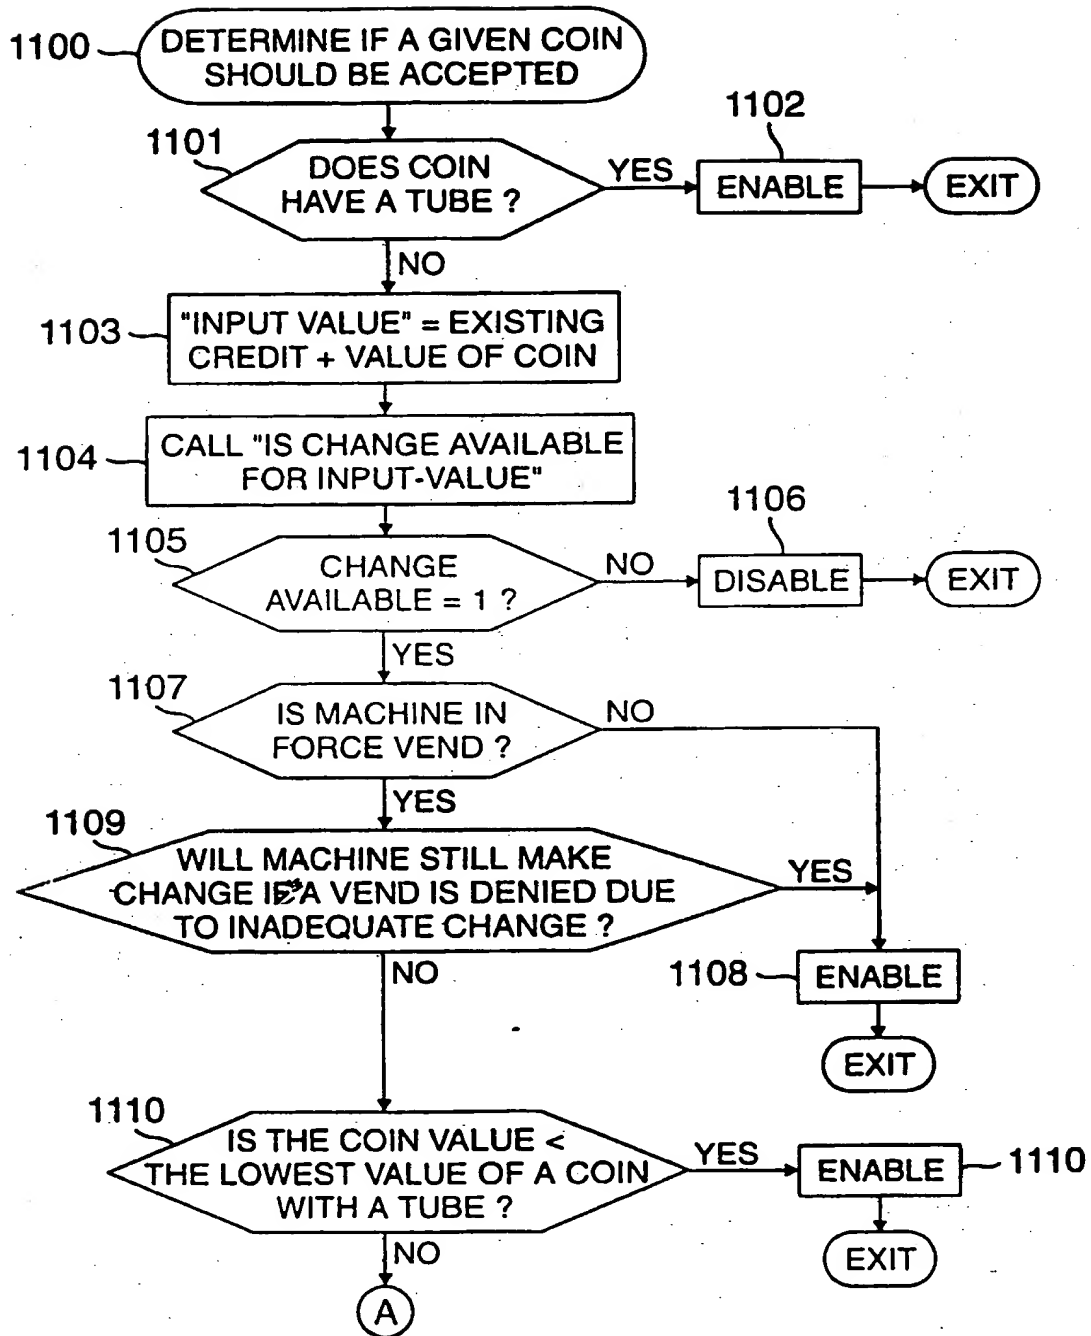 1100
DETERMINE IF A GIVEN COIN
SHOULD BE ACCEPTED
1101
DOES COIN
HAVE A TUBE ?
YES
1102
ENABLE
EXIT
NO
1103
"INPUT VALUE" = EXISTING
CREDIT + VALUE OF COIN
1104
CALL "IS CHANGE AVAILABLE
FOR INPUT-VALUE"
1105
CHANGE
AVAILABLE = 1 ?
NO
1106
DISABLE
EXIT
YES
1107
IS MACHINE IN
FORCE VEND ?
NO
YES
1109
WILL MACHINE STILL MAKE
CHANGE IF A VEND IS DENIED DUE
TO INADEQUATE CHANGE ?
YES
NO
1108
ENABLE
EXIT
1110
IS THE COIN VALUE <
THE LOWEST VALUE OF A COIN
WITH A TUBE ?
YES
ENABLE
1110
EXIT
NO
A